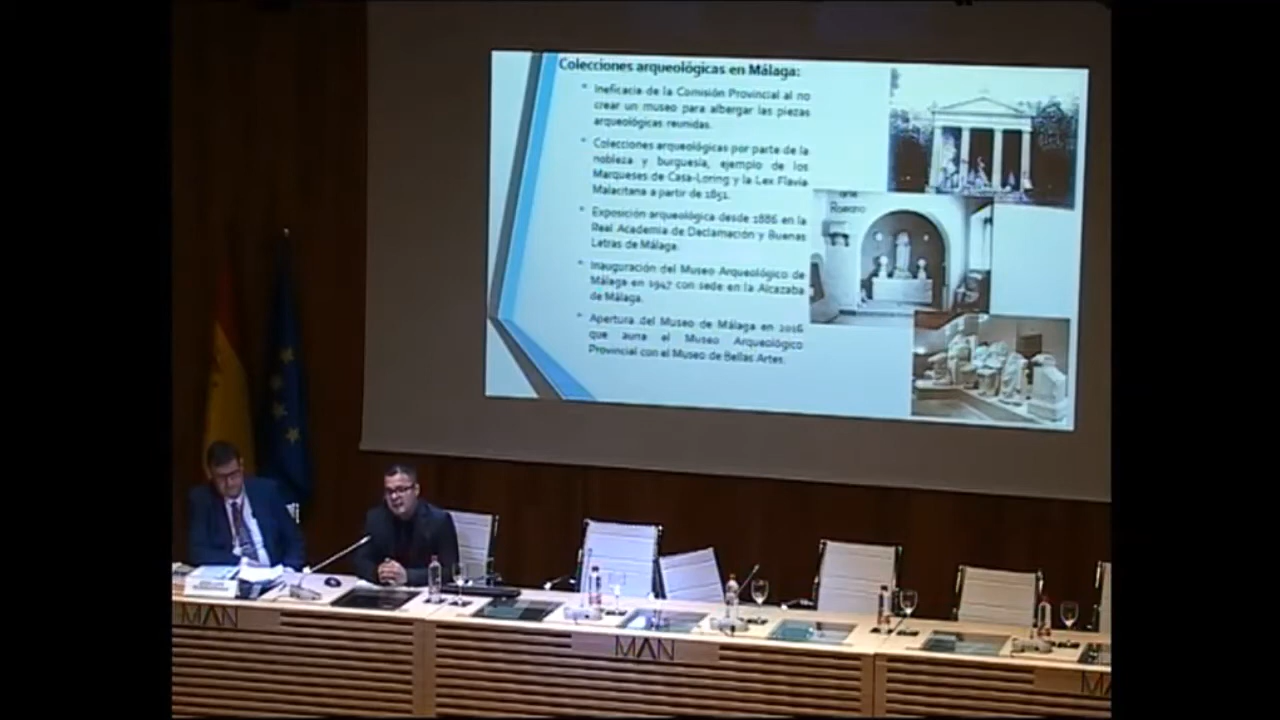 Colecciones arqueológicas en Málaga:
Ineficacia de la Comisión Provincial al no
crear un museo para albergar las piezas
arqueológicas reunidas.
Colecciones arqueológicas por parte de la
nobleza y burguesía, ejemplo de los
Marqueses de Casa-Loring y la Lex Flavia
Malacitana a partir de 1851.
Exposición arqueológica desde 1886 en la
Real Academia de Declamación y Buenas
Letras de Málaga.
Inauguración del Museo Arqueológico de
Málaga en 1947 con sede en la Alcazaba
de Málaga.
Apertura del Museo de Málaga en 2016
que auna el Museo Arqueológico
Provincial con el Museo de Bellas Artes.
Arte
Romano
MAN
MAN
MAN